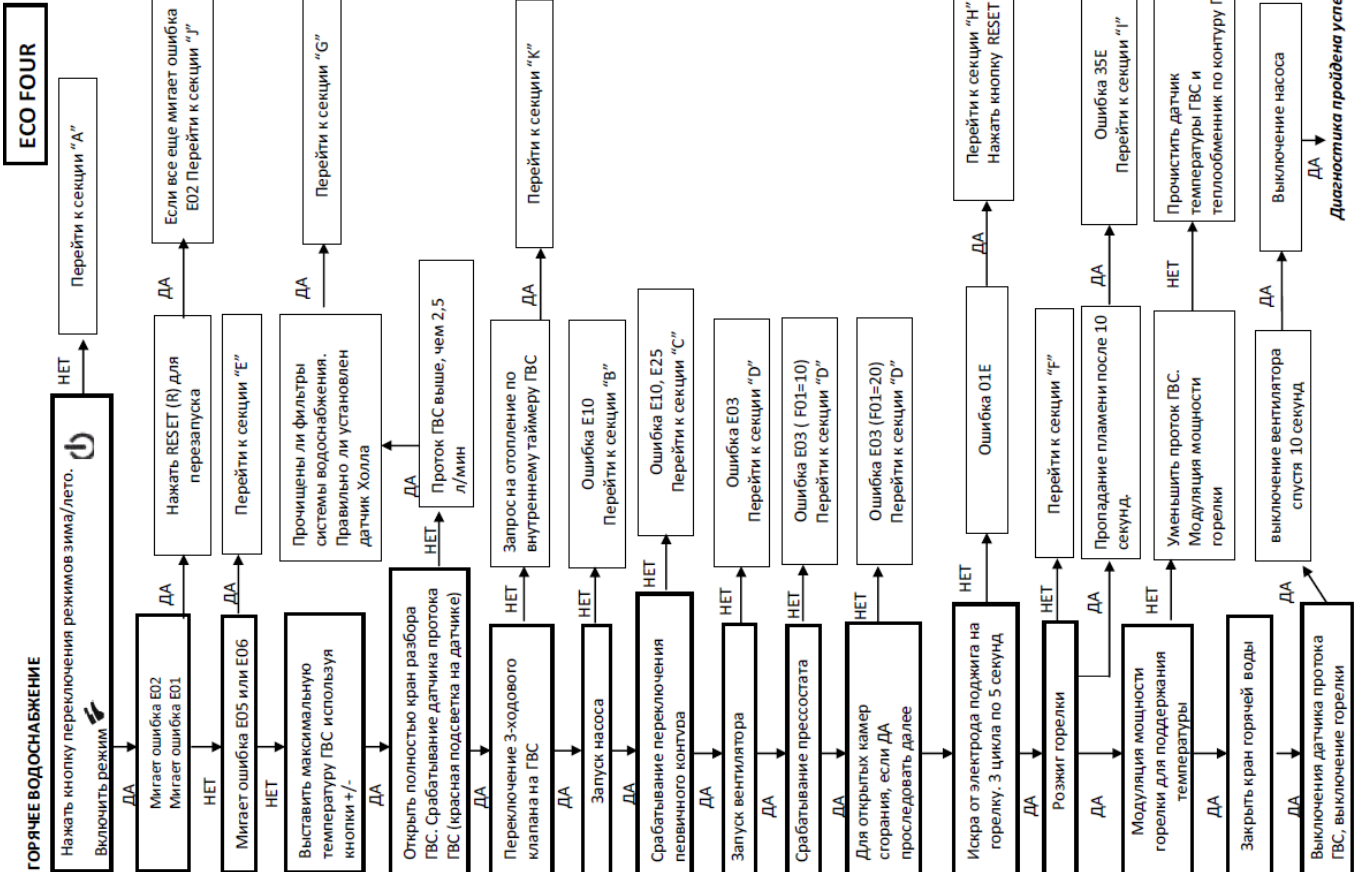 ECO FOUR
ГОРЯЧЕЕ ВОДОСНАБЖЕНИЕ
Нажать кнопку переключения режимов зима/лето.
Включить режим
НЕТ
Перейти к секции “A”
ДА
Мигает ошибка E02
Мигает ошибка E01
ДА
Нажать RESET (R) для
перезапуска
ДА
Если все еще мигает ошибка
E02 Перейти к секции “J”
НЕТ
Мигает ошибка E05 или E06
ДА
Перейти к секции “E”
НЕТ
Выставить максимальную
температуру ГВС используя
кнопки +/-
Прочищены ли фильтры
системы водоснабжения.
Правильно ли установлен
датчик Холла
ДА
Перейти к секции “G”
ДА
Открыть полностью кран разбора
ГВС. Срабатывание датчика протока
ГВС (красная подсветка на датчике)
НЕТ
ДА
Проток ГВС выше, чем 2,5
л/мин
ДА
Переключение 3-ходового
клапана на ГВС
НЕТ
Запрос на отопление по
внутреннему таймеру ГВС
ДА
Перейти к секции “K”
ДА
Запуск насоса
НЕТ
Ошибка E10
Перейти к секции “B”
ДА
Срабатывание переключения
первичного контура
НЕТ
Ошибка E10, E25
Перейти к секции “C”
ДА
Запуск вентилятора
НЕТ
Ошибка E03
Перейти к секции “D”
ДА
Срабатывание прессостата
НЕТ
Ошибка E03 ( F01=10)
Перейти к секции “D”
ДА
Для открытых камер
сгорания, если ДА
проследовать далее
НЕТ
Ошибка E03 (F01=20)
Перейти к секции “D”
ДА
Искра от электрода поджига на
горелку. 3 цикла по 5 секунд
НЕТ
Ошибка 01E
ДА
Перейти к секции “H”
Нажать кнопку RESET
ДА
Розжиг горелки
НЕТ
Перейти к секции “F”
ДА
Пропадание пламени после 10
секунд.
ДА
Ошибка 35E
Перейти к секции “I”
ДА
Модуляция мощности
горелки для поддержания
температуры
НЕТ
Уменьшить проток ГВС.
Модуляция мощности
горелки
НЕТ
Прочистить датчик
температуры ГВС и
теплообменник по контуру
ДА
Закрыть кран горячей воды
ДА
Выключения датчика протока
ГВС, выключение горелки
ДА
выключение вентилятора
спустя 10 секунд
ДА
Выключение насоса
ДА
Диагностика пройдена успе